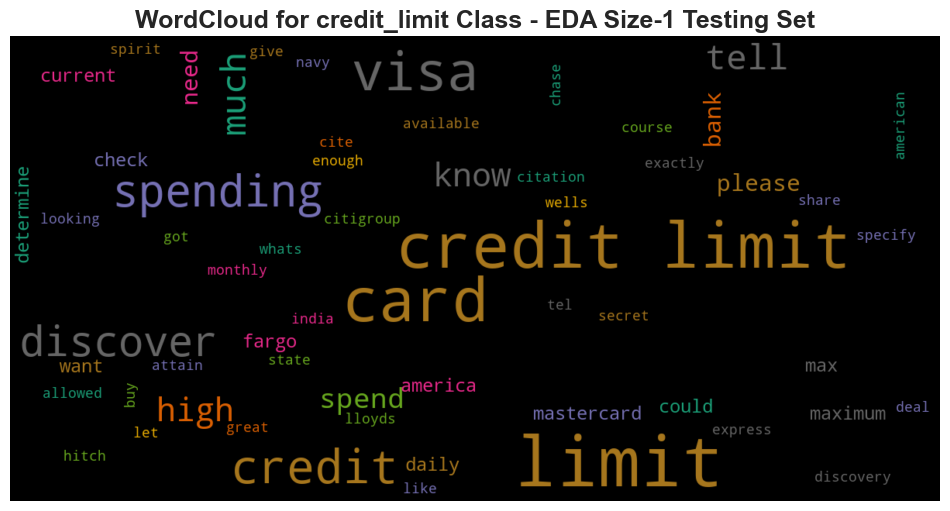 WordCloud for credit_limit Class - EDA Size-1 Testing Set
spirit
give
current
need
much
navy
visa
chase
tell
available
course
bank
american
cite
enough
check
know
citation
exactly
please
determine
spending
wells
share
looking
citigroup
got
whats
credit limit
specify
monthly
card
tel
secret
india
discover
fargo
state
want
attain
max
allowed
buy
high
spend
america
mastercard
could
maximum
deal
let
great
lloyds
express
hitch
credit
daily
like
limit
discovery